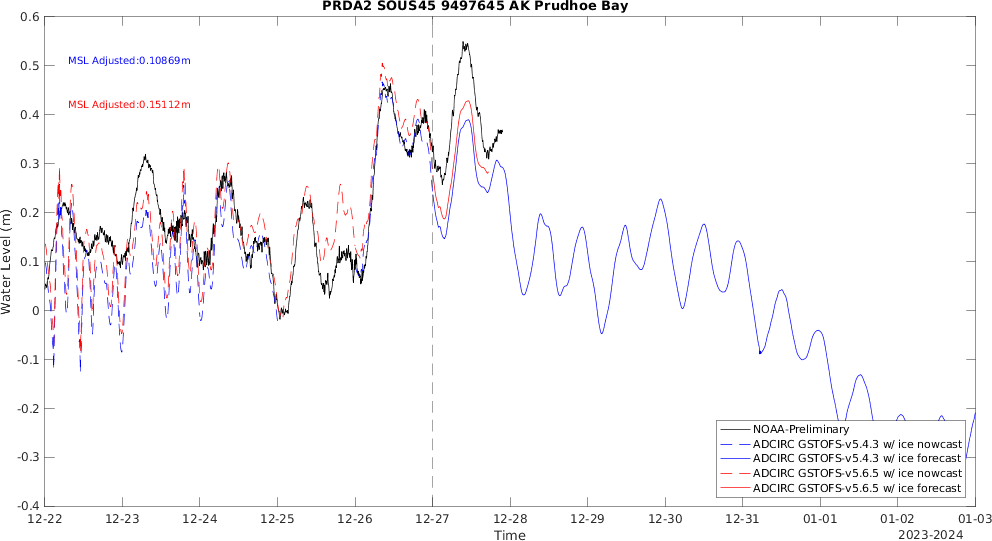 PRDA2 SOUS45 9497645 AK Prudhoe Bay
0.6
0.5
0.4
0.3
0.2
0.1
0
-0.1
-0.2
-0.3
-0.4
Water Level (m)
MSL Adjusted:0.10869m
MSL Adjusted:0.15112m
NOAA-Preliminary
ADCIRC GSTOFS-v5.4.3 w/ ice nowcast
ADCIRC GSTOFS-v5.4.3 w/ ice forecast
ADCIRC GSTOFS-v5.6.5 w/ ice nowcast
ADCIRC GSTOFS-v5.6.5 w/ ice forecast
12-22 12-23 12-24 12-25 12-26 12-27 12-28 12-29 12-30 12-31 01-01 01-02 01-03
Time
2023-2024